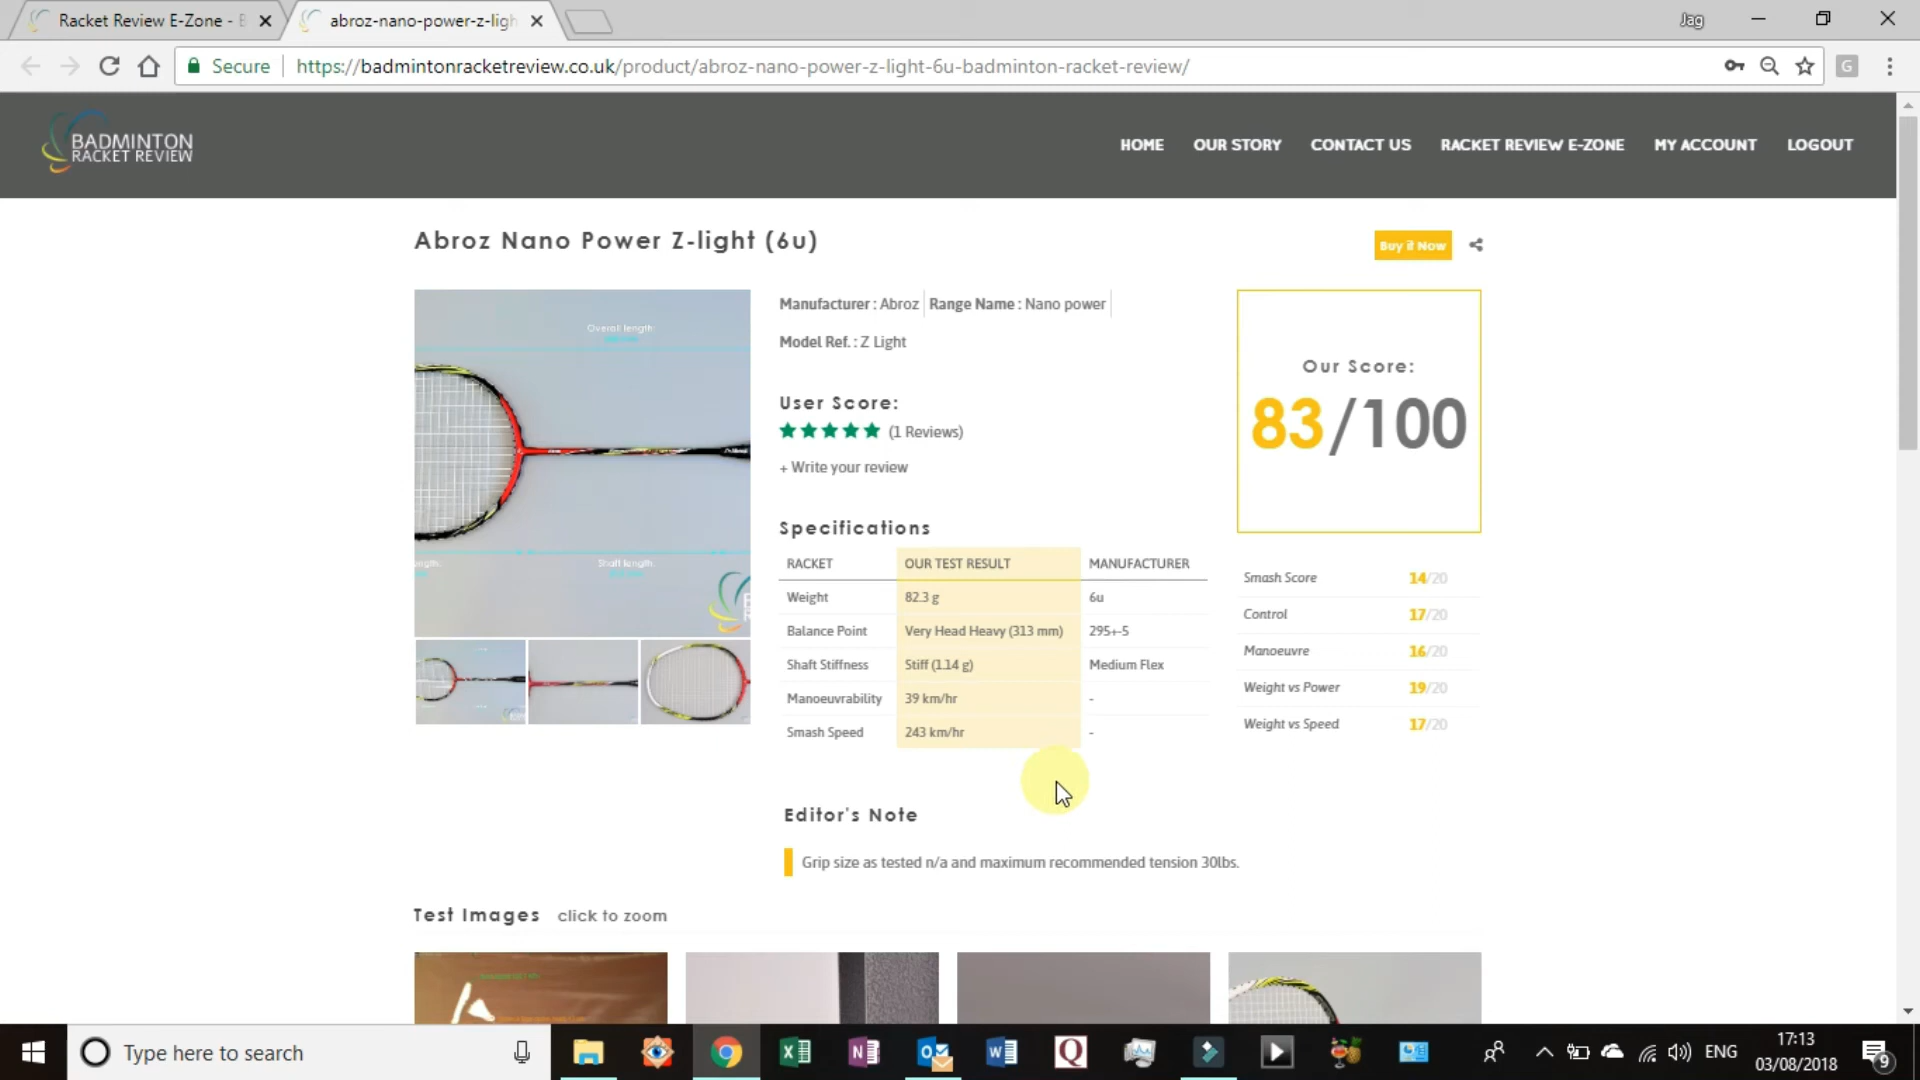 Racket Review E-Zone -
abroz-nano-power-z-ligh
Jag
Secure
https://badmintonracketreview.co.uk/product/abroz-nano-power-z-light-6u-badminton-racket-review/
G
BADMINTON
RACKET REVIEW
HOME
OUR STORY
CONTACT US
RACKET REVIEW E-ZONE
MY ACCOUNT
LOGOUT
Abroz Nano Power Z-light (6u)
Buy it Now
Overall length:
Shaft length:
Manufacturer : Abroz
Range Name : Nano power
Model Ref. : Z Light
User Score:
(1 Reviews)
+ Write your review
Our Score:
83/100
Specifications
RACKET OUR TEST RESULT MANUFACTURER
Weight 82.3 g 6u
Balance Point Very Head Heavy (313 mm) 295+-5
Shaft Stiffness Stiff (1.14 g) Medium Flex
Manoeuvrability 39 km/hr -
Smash Speed 243 km/hr -
Smash Score 14/20
Control 17/20
Manoeuvre 16/20
Weight vs Power 19/20
Weight vs Speed 17/20
Editor's Note
Grip size as tested n/a and maximum recommended tension 30lbs.
Test Images click to zoom
Type here to search
ENG
17:13
03/08/2018
9